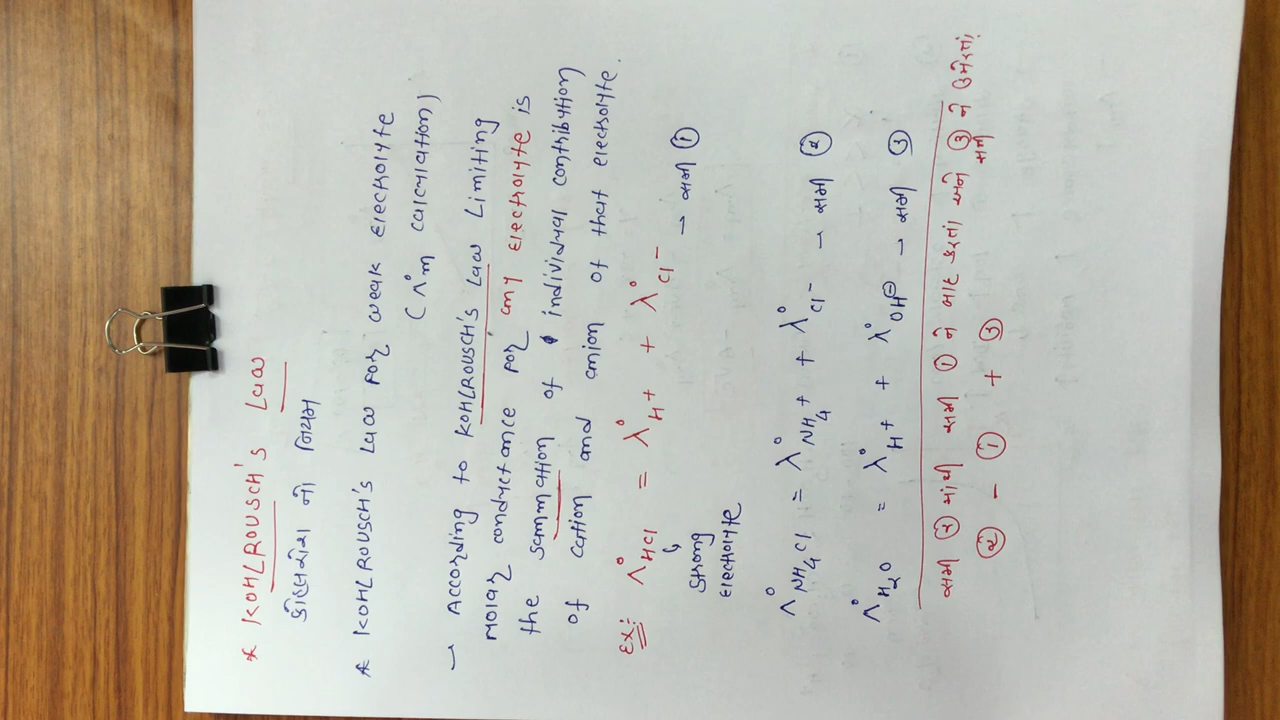 * KOHLROUSCH'S Law
કોહલરોશ નો નિયમ
* KOHLROUSCH'S Law For weak Electrolyte
( Λ°m calculation)
→ According to KOHLROUSCH'S Law Limiting
molar conductance For any Electrolyte is
the summation of individual contribution
of cation and anion of that electrolyte.
Ex: Λ°HCl = λ°H+ + λ°Cl- → સમી ①
Strong
Electrolyte
Λ°NH4Cl = λ°NH4+ + λ°Cl- → સમી ②
Λ°H2O = λ°H+ + λ°OH⊖ → સમી ③
સમી ② માંથી સમી ① ને બાદ કરતાં અને ③ ને ઉમેરતાં
સમી
② - ① + ③